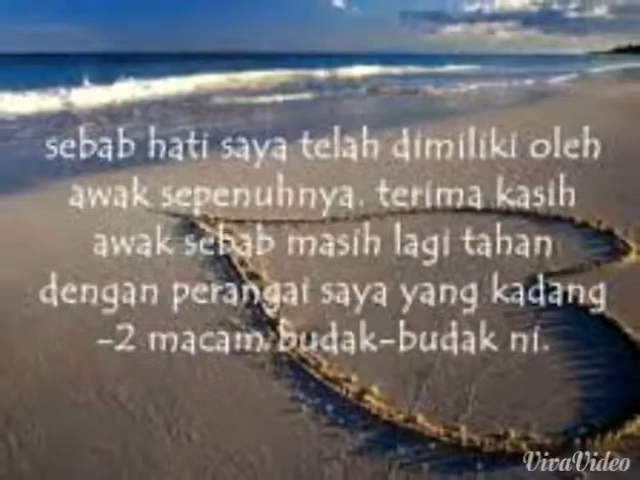 sebab hati saya telah dimiliki oleh
awak sepenuhnya. terima kasih
awak sebab masih lagi tahan
dengan perangai saya yang kadang
-2 macam budak-budak ni.
VivaVideo